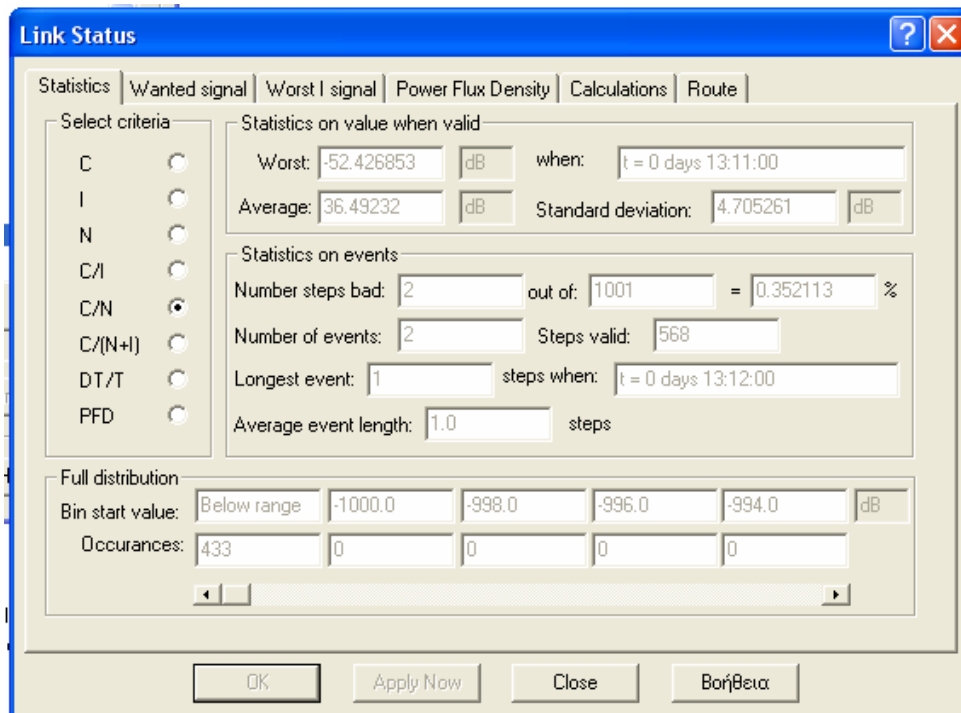 Link Status
Statistics Wanted signal Worst I signal Power Flux Density Calculations Route
Select criteria
C
I
N
C/I
C/N
C/(N+I)
DT/T
PFD
Statistics on value when valid
Worst: -52.426853 dB when: t = 0 days 13:11:00
Average: 36.49232 dB Standard deviation: 4.705261 dB
Statistics on events
Number steps bad: 2 out of: 1001 = 0.352113 %
Number of events: 2 Steps valid: 568
Longest event: 1 steps when: t = 0 days 13:12:00
Average event length: 1.0 steps
Full distribution
Bin start value: Below range -1000.0 -998.0 -996.0 -994.0 dB
Occurances: 433 0 0 0 0
OK Apply Now Close Βοήθεια